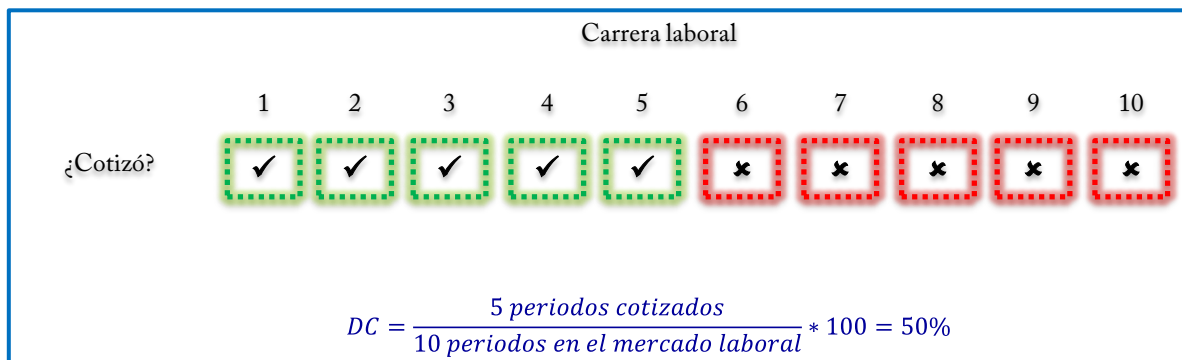 Carrera laboral
1 2 3 4 5 6 7 8 9 10
¿Cotizó? ✓ ✓ ✓ ✓ ✓ ✘ ✘ ✘ ✘ ✘
DC = 5 periodos cotizados / 10 periodos en el mercado laboral * 100 = 50%